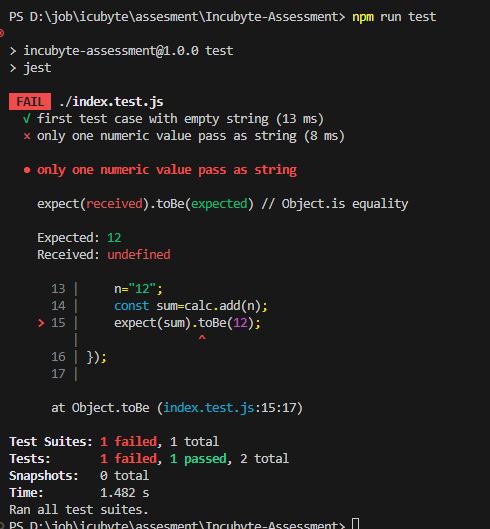 PS D:\job\icubyte\assesment\Incubyte-Assessment> npm run test
> incubyte-assessment@1.0.0 test
> jest
FAIL ./index.test.js
√ first test case with empty string (13 ms)
× only one numeric value pass as string (8 ms)
● only one numeric value pass as string
expect(received).toBe(expected) // Object.is equality
Expected: 12
Received: undefined
13 |     n="12";
14 |     const sum=calc.add(n);
> 15 |     expect(sum).toBe(12);
|                 ^
16 | });
17 |
at Object.toBe (index.test.js:15:17)
Test Suites: 1 failed, 1 total
Tests:       1 failed, 1 passed, 2 total
Snapshots:   0 total
Time:        1.482 s
Ran all test suites.
PS D:\job\icubyte\assesment\Incubyte-Assessment>